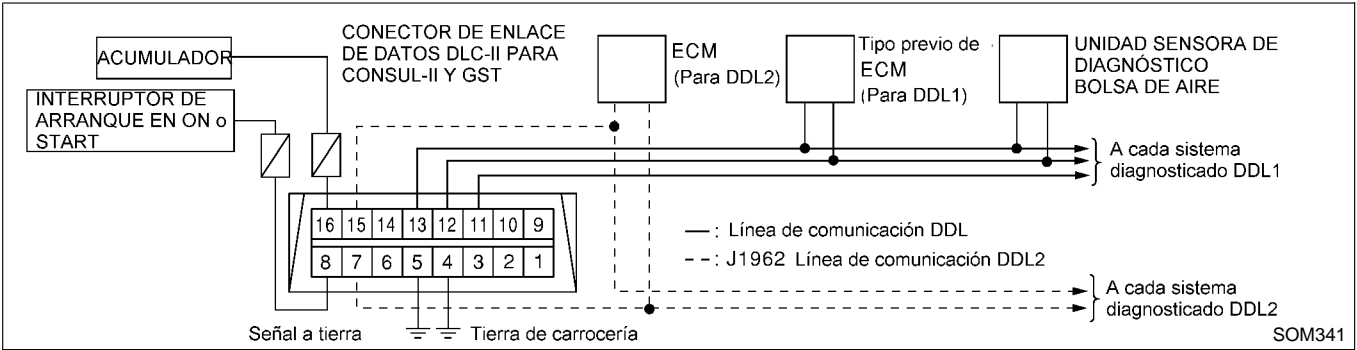 ACUMULADOR
INTERRUPTOR DE
ARRANQUE EN ON o
START
CONECTOR DE ENLACE
DE DATOS DLC-II PARA
CONSUL-II Y GST
ECM
(Para DDL2)
Tipo previo de
ECM
(Para DDL1)
UNIDAD SENSORA DE
DIAGNÓSTICO
BOLSA DE AIRE
A cada sistema
diagnosticado DDL1
16 15 14 13 12 11 10 9
8 7 6 5 4 3 2 1
— : Línea de comunicación DDL
- - : J1962 Línea de comunicación DDL2
A cada sistema
diagnosticado DDL2
Señal a tierra
Tierra de carrocería
SOM341